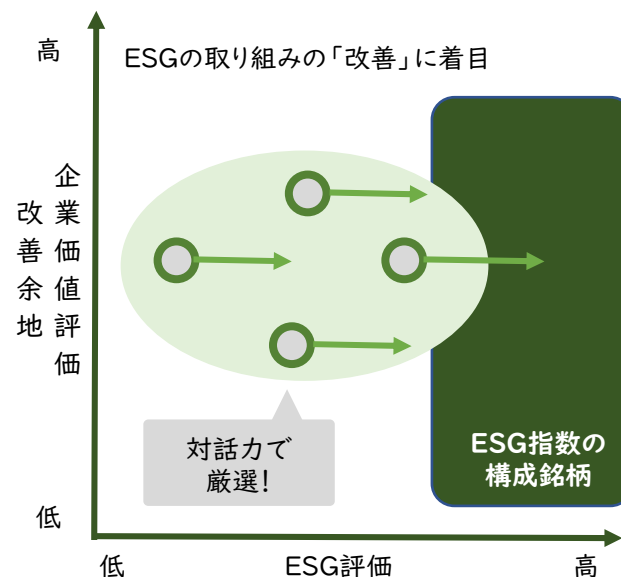 高
ESGの取り組みの「改善」に着目
企業価値評価
改善余地
対話力で
厳選！
ESG指数の
構成銘柄
低
低
ESG評価
高